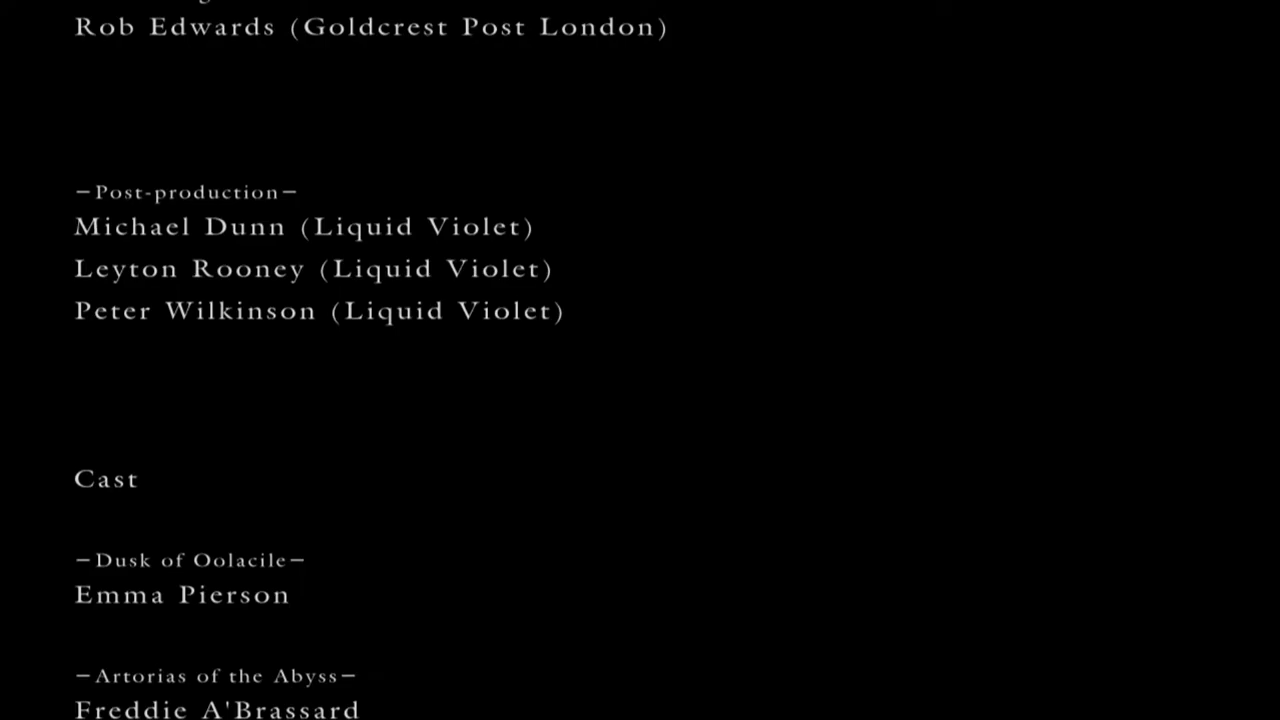 Rob Edwards (Goldcrest Post London)
—Post-production—
Michael Dunn (Liquid Violet)
Leyton Rooney (Liquid Violet)
Peter Wilkinson (Liquid Violet)
Cast
—Dusk of Oolacile—
Emma Pierson
—Artorias of the Abyss—
Freddie A'Brassard